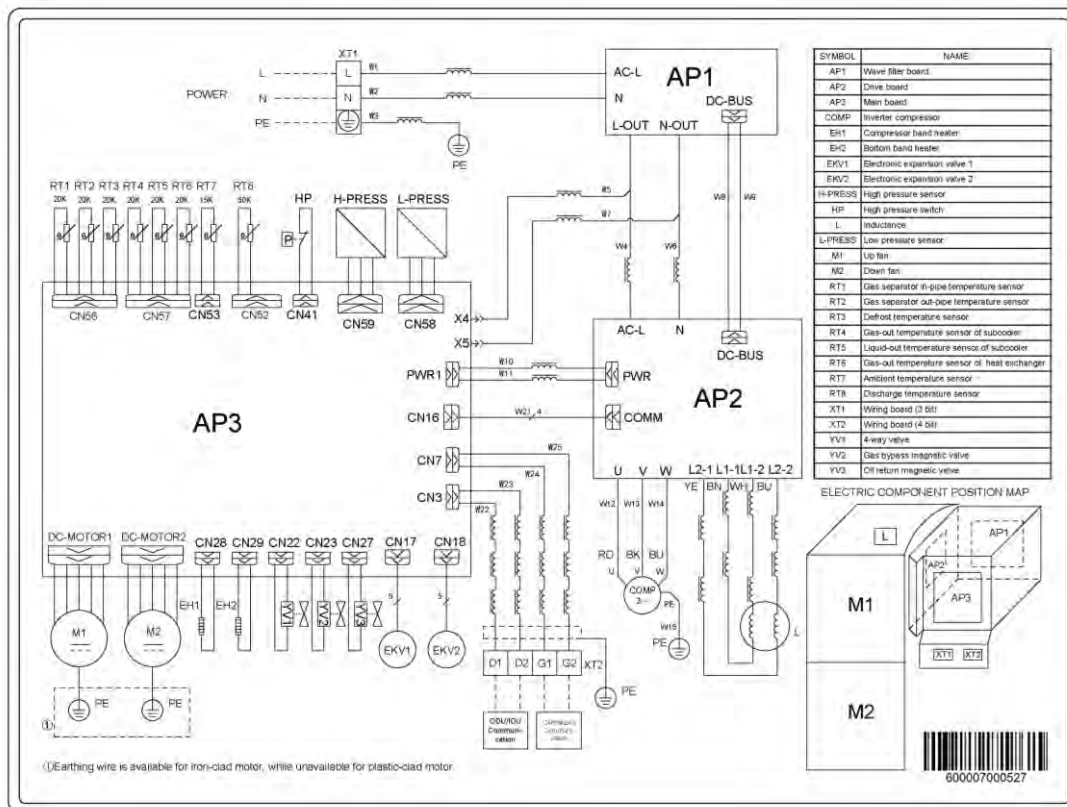 XT1
L L W1
POWER N N W2
PE W3
PE
AC-L AP1
N
DC-BUS
L-OUT N-OUT
RT1 RT2 RT3 RT4 RT5 RT6 RT7 RT8 HP H-PRESS L-PRESS
20K 20K 20K 20K 20K 20K 15K 50K
W5
W7
W8 W9
W4 W6
P
CN56 CN57 CN53 CN52 CN41 CN59 CN58
X4
X5
AC-L N
DC-BUS
PWR1 W10 PWR
W11
AP3 AP2
CN16 W21 4 COMM
CN7 W25
W24
CN3 W23
W22
U V W L2-1 L1-1 L1-2 L2-2
YE BN WH BU
W12 W13 W14
RD BK BU
U V W
COMP
3~
PE
W15
PE
L
DC-MOTOR1 DC-MOTOR2 CN28 CN29 CN22 CN23 CN27 CN17 CN18
EH1 EH2 YV1 YV2 YV3
5 5
M1 M2 EKV1 EKV2
PE PE
①
D1 D2 G1 G2 XT2
PE
ODU/IDU
Communi-
cation
①Earthing wire is available for iron-clad motor, while unavailable for plastic-clad motor.
SYMBOL NAME
AP1 Wave filter board
AP2 Drive board
AP3 Main board
COMP Inverter compressor
EH1 Compressor band heater
EH2 Bottom band heater
EKV1 Electronic expansion valve 1
EKV2 Electronic expansion valve 2
H-PRESS High pressure sensor
HP High pressure switch
L Inductance
L-PRESS Low pressure sensor
M1 Up fan
M2 Down fan
RT1 Gas separator in-pipe temperature sensor
RT2 Gas separator out-pipe temperature sensor
RT3 Defrost temperature sensor
RT4 Gas-out temperature sensor of subcooler
RT5 Liquid-out temperature sensor of subcooler
RT6 Gas-out temperature sensor of heat exchanger
RT7 Ambient temperature sensor
RT8 Discharge temperature sensor
XT1 Wiring board (3 bit)
XT2 Wiring board (4 bit)
YV1 4-way valve
YV2 Gas bypass magnetic valve
YV3 Oil return magnetic valve
ELECTRIC COMPONENT POSITION MAP
L
AP1
AP2
AP3
M1
XT1 XT2
M2
600007000527